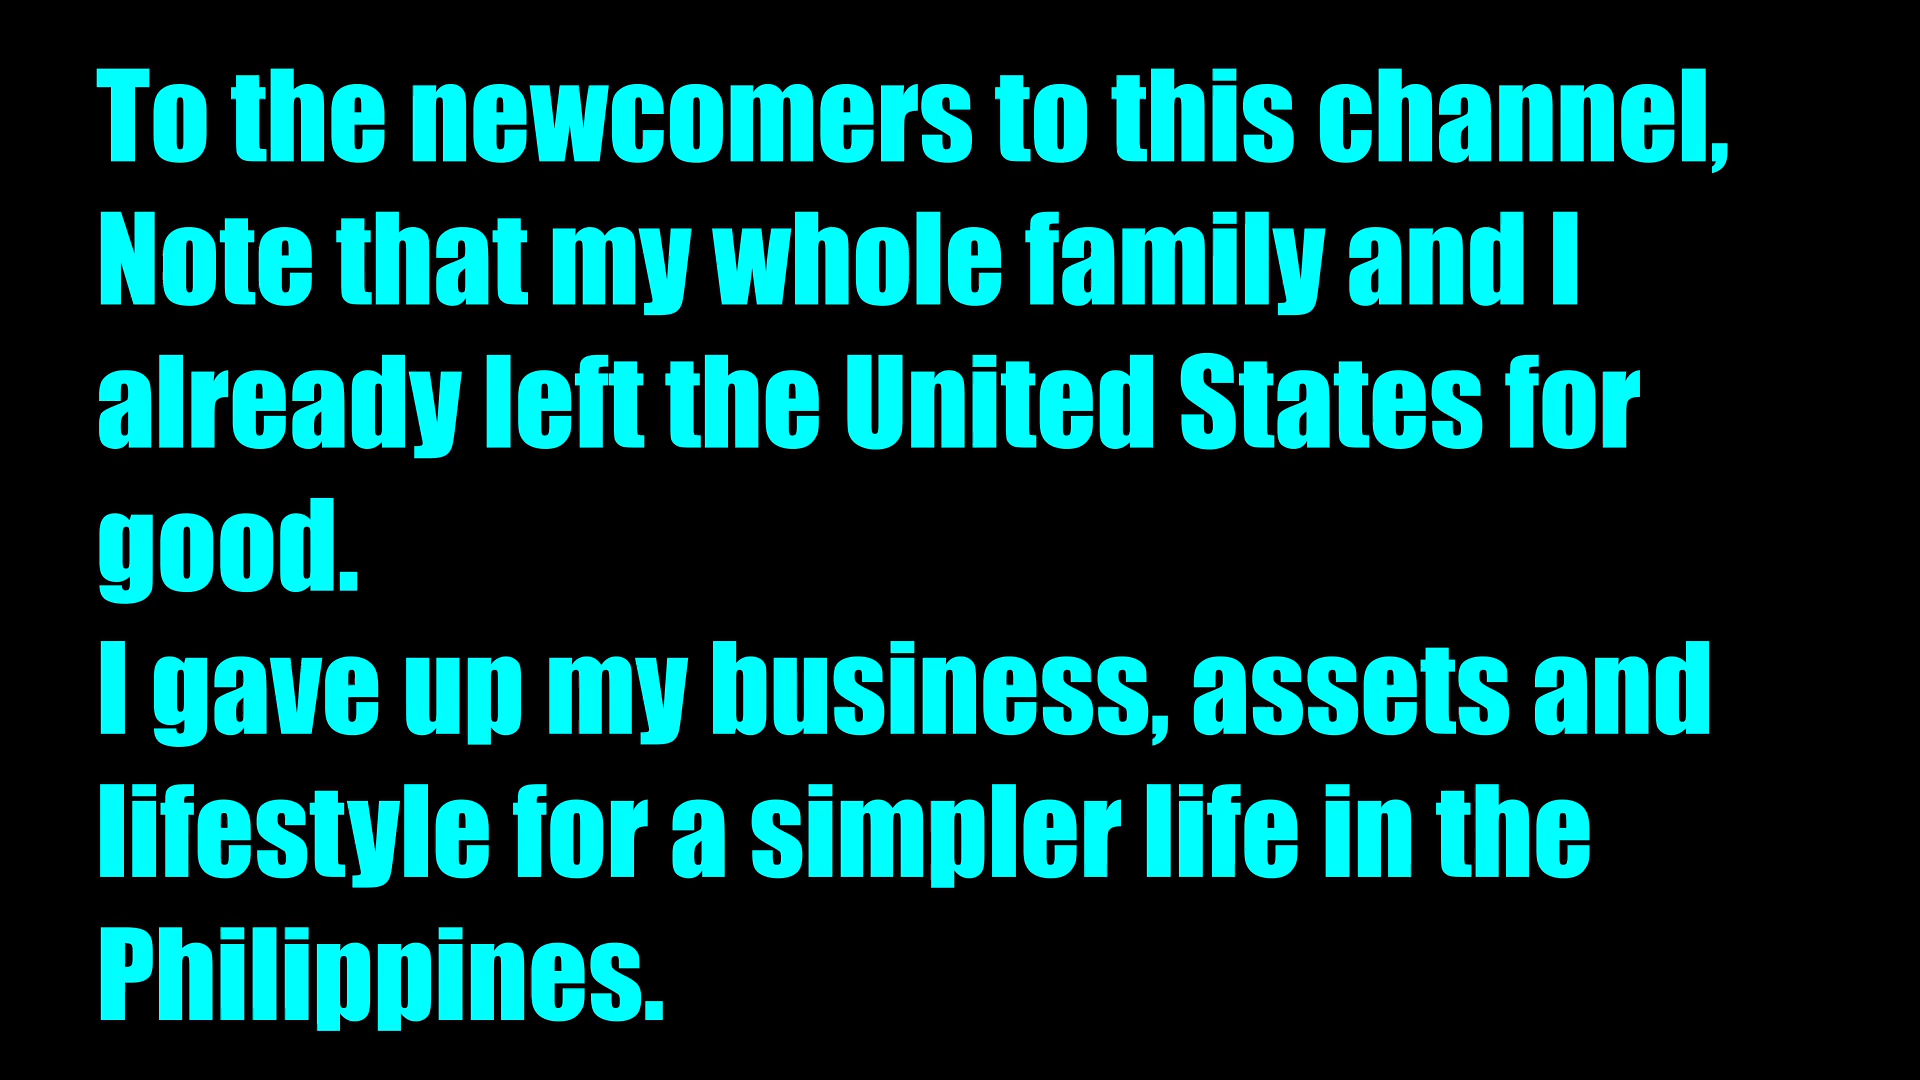 To the newcomers to this channel,
Note that my whole family and I
already left the United States for
good.
I gave up my business, assets and
lifestyle for a simpler life in the
Philippines.